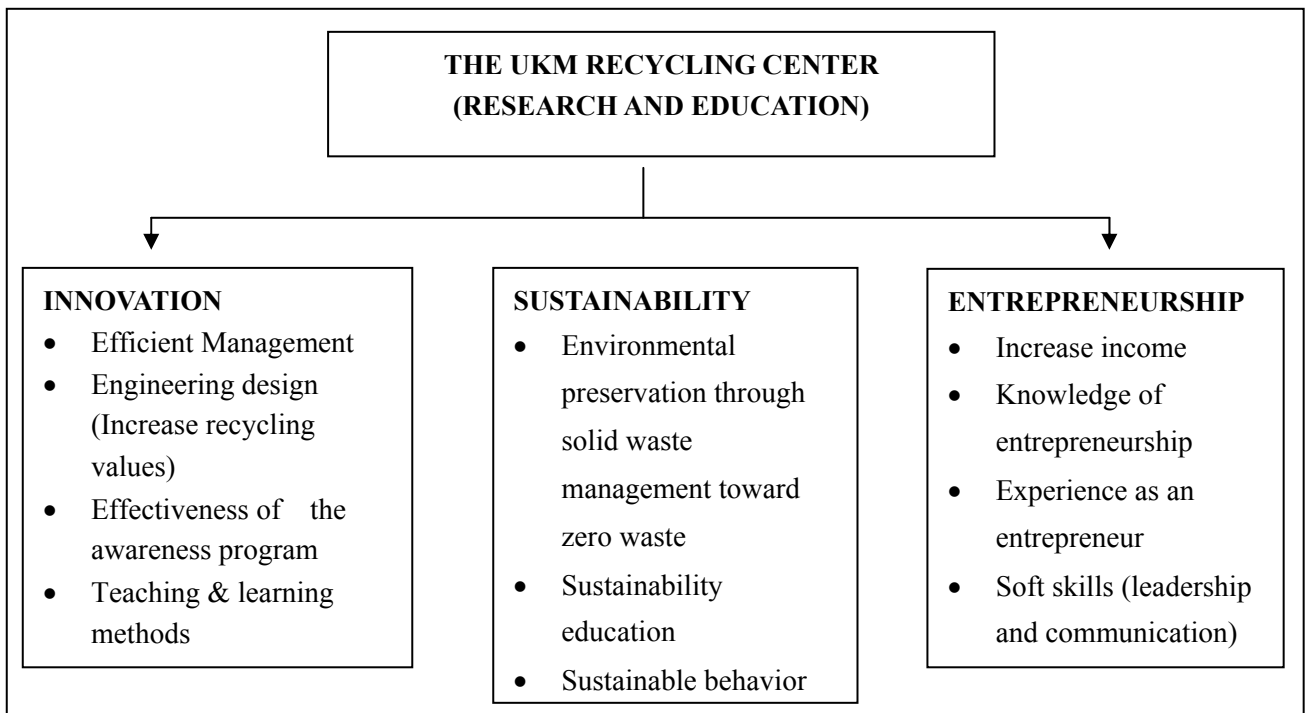 THE UKM RECYCLING CENTER
(RESEARCH AND EDUCATION)
INNOVATION
• Efficient Management
• Engineering design
(Increase recycling
values)
• Effectiveness of the
awareness program
• Teaching & learning
methods
SUSTAINABILITY
• Environmental
preservation through
solid waste
management toward
zero waste
• Sustainability
education
• Sustainable behavior
ENTREPRENEURSHIP
• Increase income
• Knowledge of
entrepreneurship
• Experience as an
entrepreneur
• Soft skills (leadership
and communication)